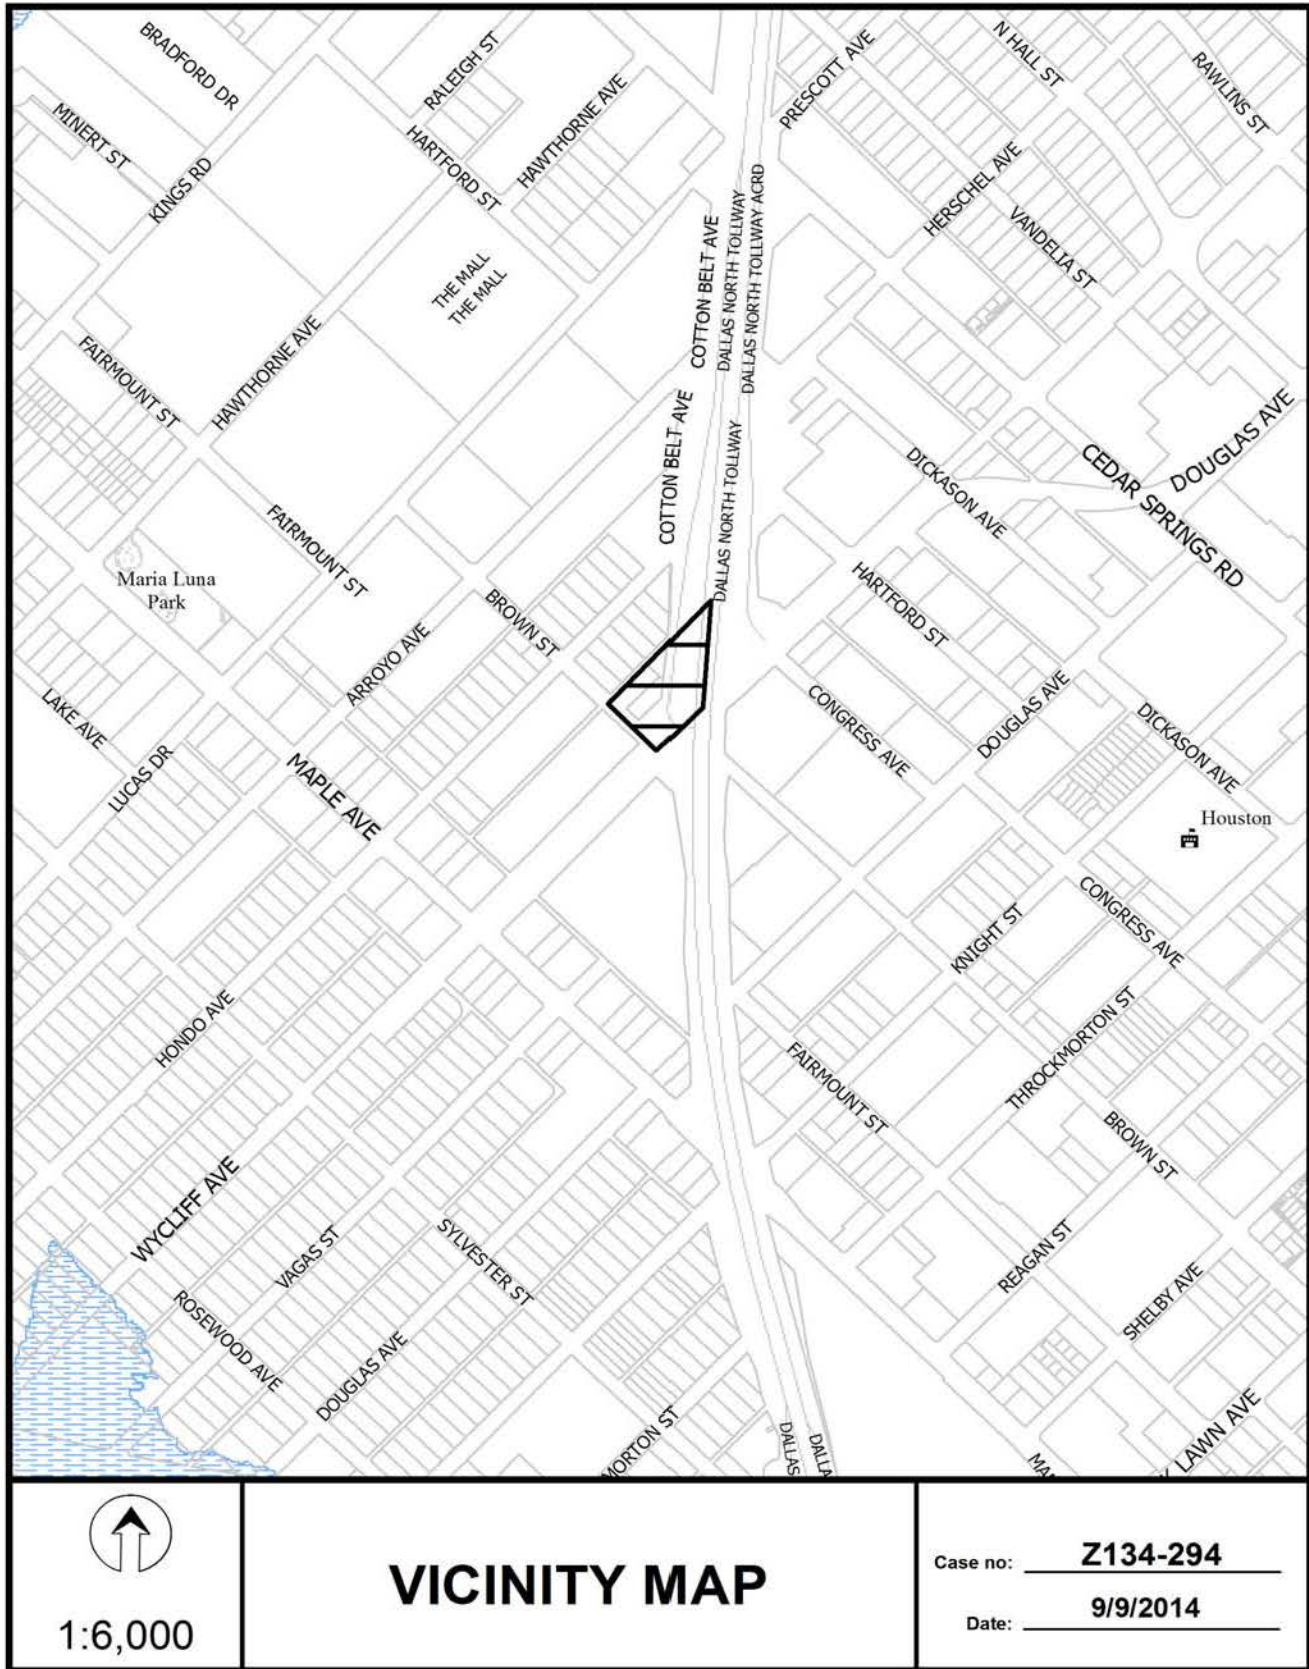 BRADFORD DR
RALEIGH ST
PRESCOTT AVE
N HALL ST
RAWLINS ST
MINERT ST
HARTFORD ST
HAWTHORNE AVE
KINGS RD
HERSCHEL AVE
VANDELIA ST
COTTON BELT AVE
DALLAS NORTH TOLLWAY
DALLAS NORTH TOLLWAY ACRD
THE MALL
THE MALL
FAIRMOUNT ST
HAWTHORNE AVE
COTTON BELT AVE
DALLAS NORTH TOLLWAY
DOUGLAS AVE
CEDAR SPRINGS RD
DICKASON AVE
FAIRMOUNT ST
Maria Luna
Park
BROWN ST
HARTFORD ST
ARROYO AVE
LAKE AVE
LUCAS DR
MAPLE AVE
CONGRESS AVE
DOUGLAS AVE
DICKASON AVE
Houston
KNIGHT ST
CONGRESS AVE
HONDO AVE
THROCKMORTON ST
FAIRMOUNT ST
BROWN ST
WYCLIFF AVE
VAGAS ST
SYLVESTER ST
REAGAN ST
SHELBY AVE
ROSEWOOD AVE
DOUGLAS AVE
MORTON ST
DALLAS
DALLA
MA
LAWN AVE
1:6,000
VICINITY MAP
Case no: Z134-294
Date: 9/9/2014